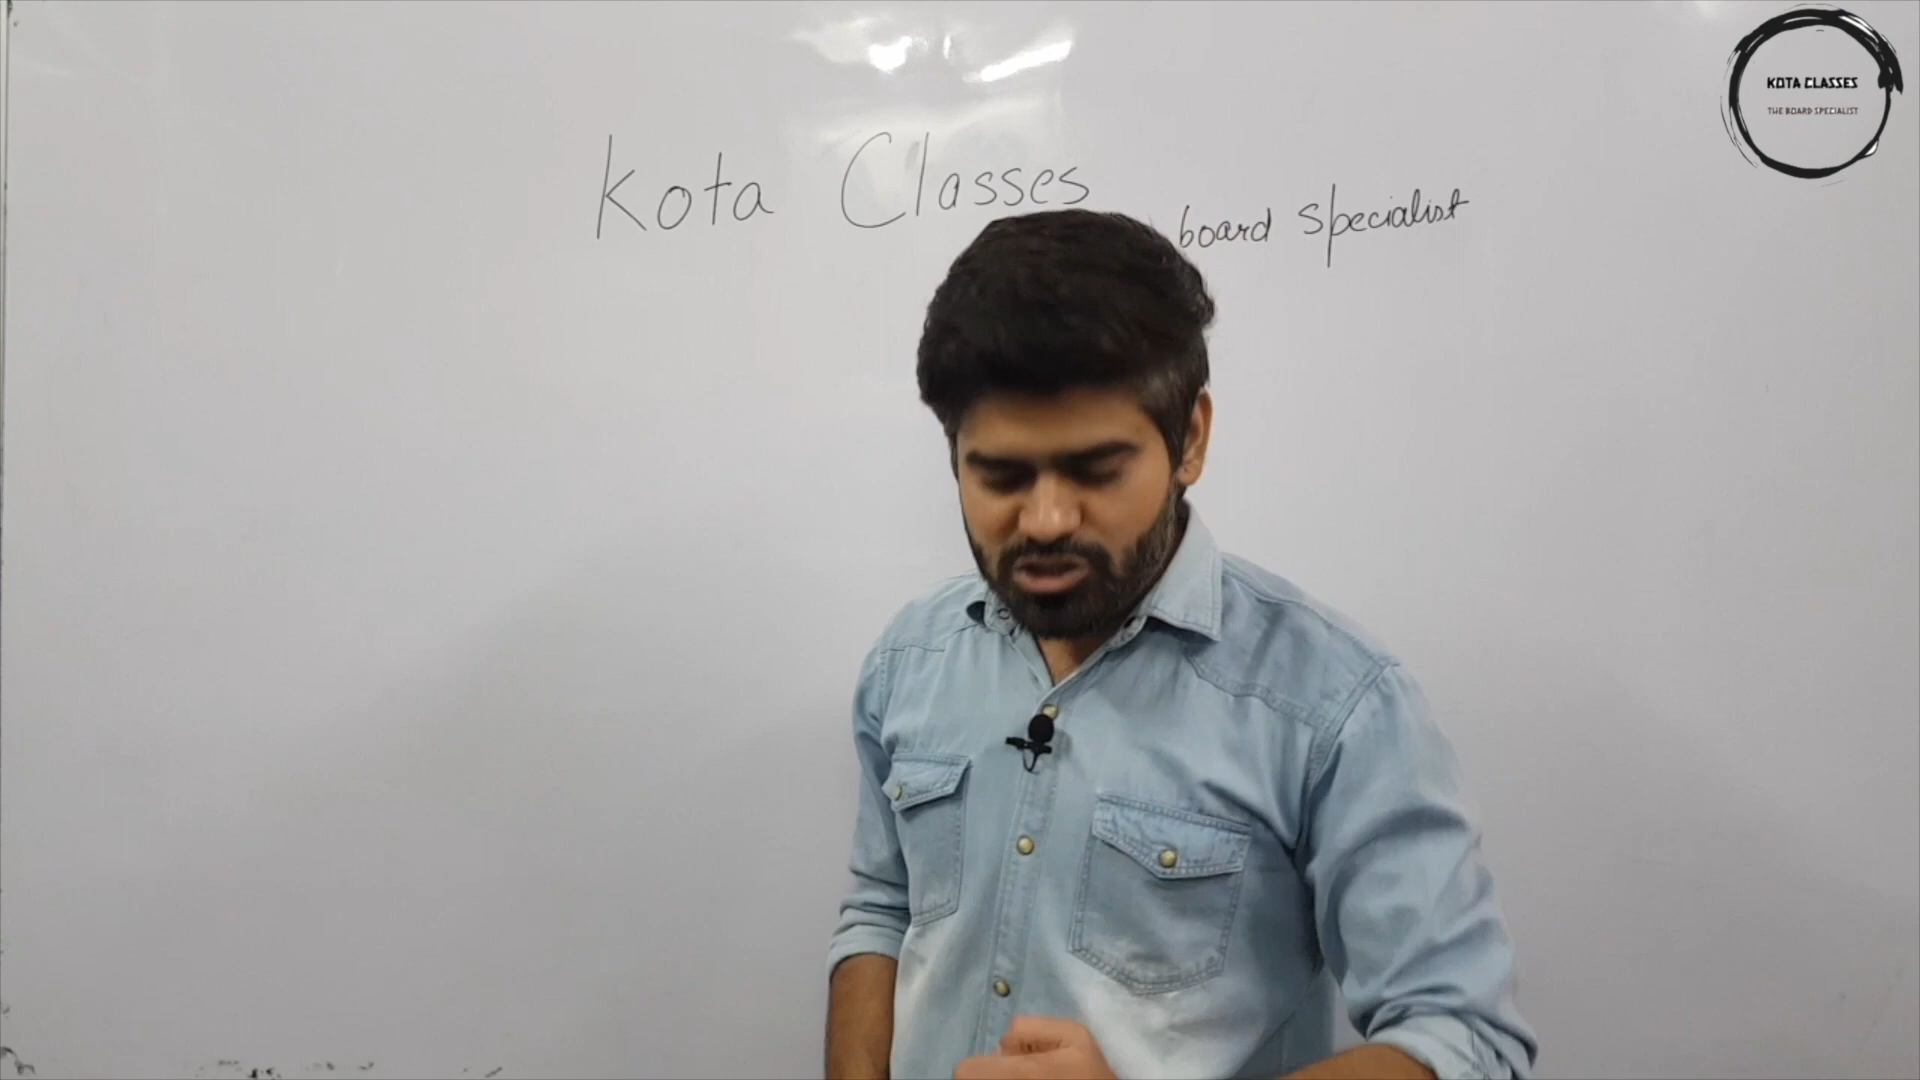 Kota Classes
board Specialist
KOTA CLASSES
THE BOARD SPECIALIST